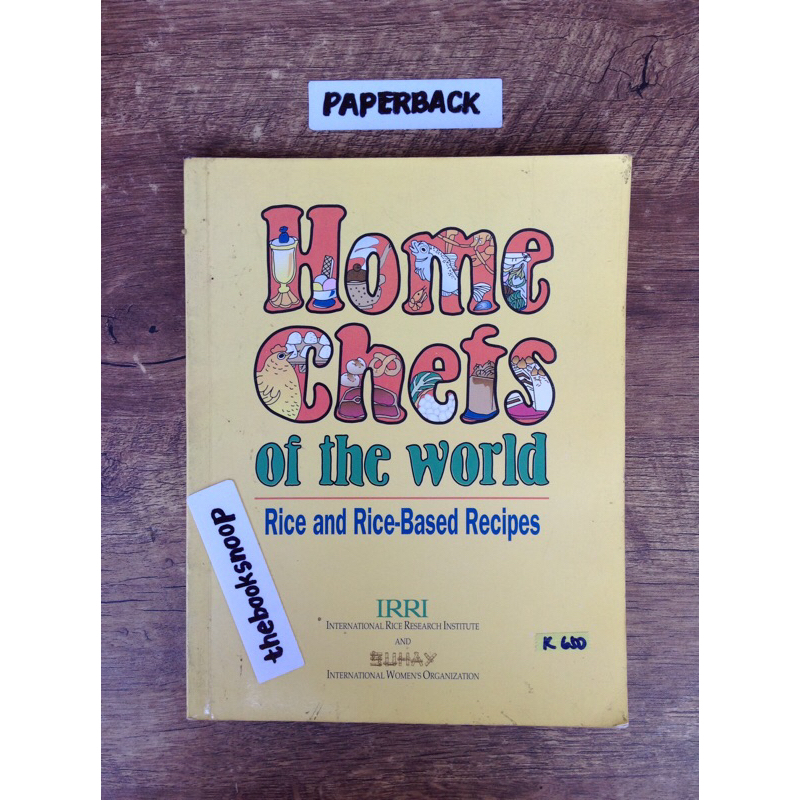 PAPERBACK
Home
Chefs
of the world
Rice and Rice-Based Recipes
thebooksnoop
IRRI
INTERNATIONAL RICE RESEARCH INSTITUTE
AND
SUHAY
INTERNATIONAL WOMEN'S ORGANIZATION
K 650